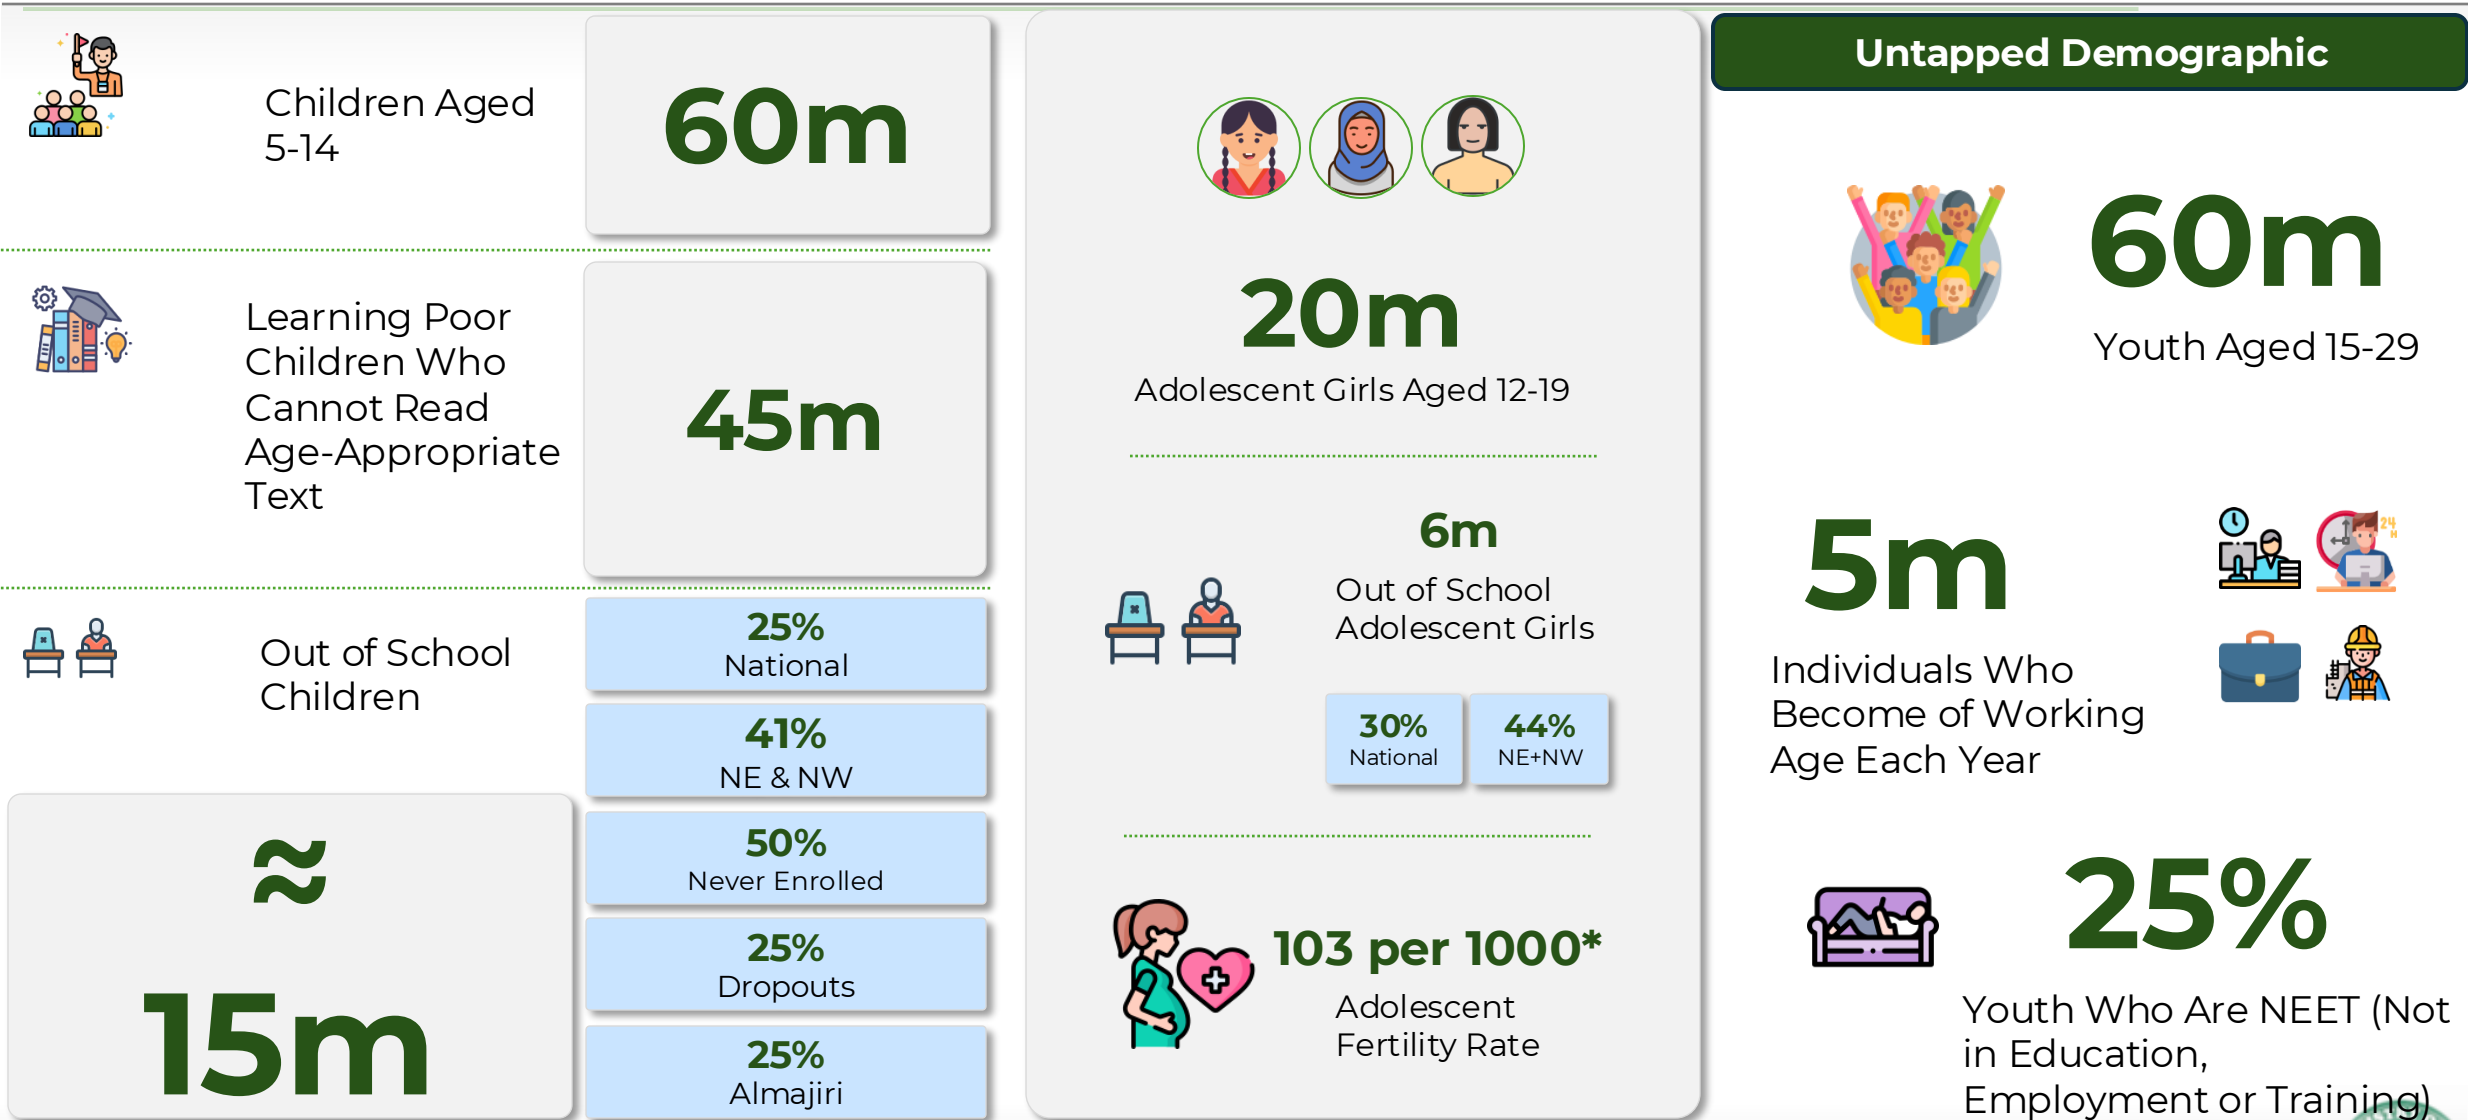 Children Aged
5-14
60m
Learning Poor
Children Who
Cannot Read
Age-Appropriate
Text
45m
Out of School
Children
≈
15m
25%
National
41%
NE & NW
50%
Never Enrolled
25%
Dropouts
25%
Almajiri
20m
Adolescent Girls Aged 12-19
6m
Out of School
Adolescent Girls
30%
National
44%
NE+NW
103 per 1000*
Adolescent
Fertility Rate
Untapped Demographic
60m
Youth Aged 15-29
5m
24
H
Individuals Who
Become of Working
Age Each Year
25%
Youth Who Are NEET (Not
in Education,
Employment or Training)